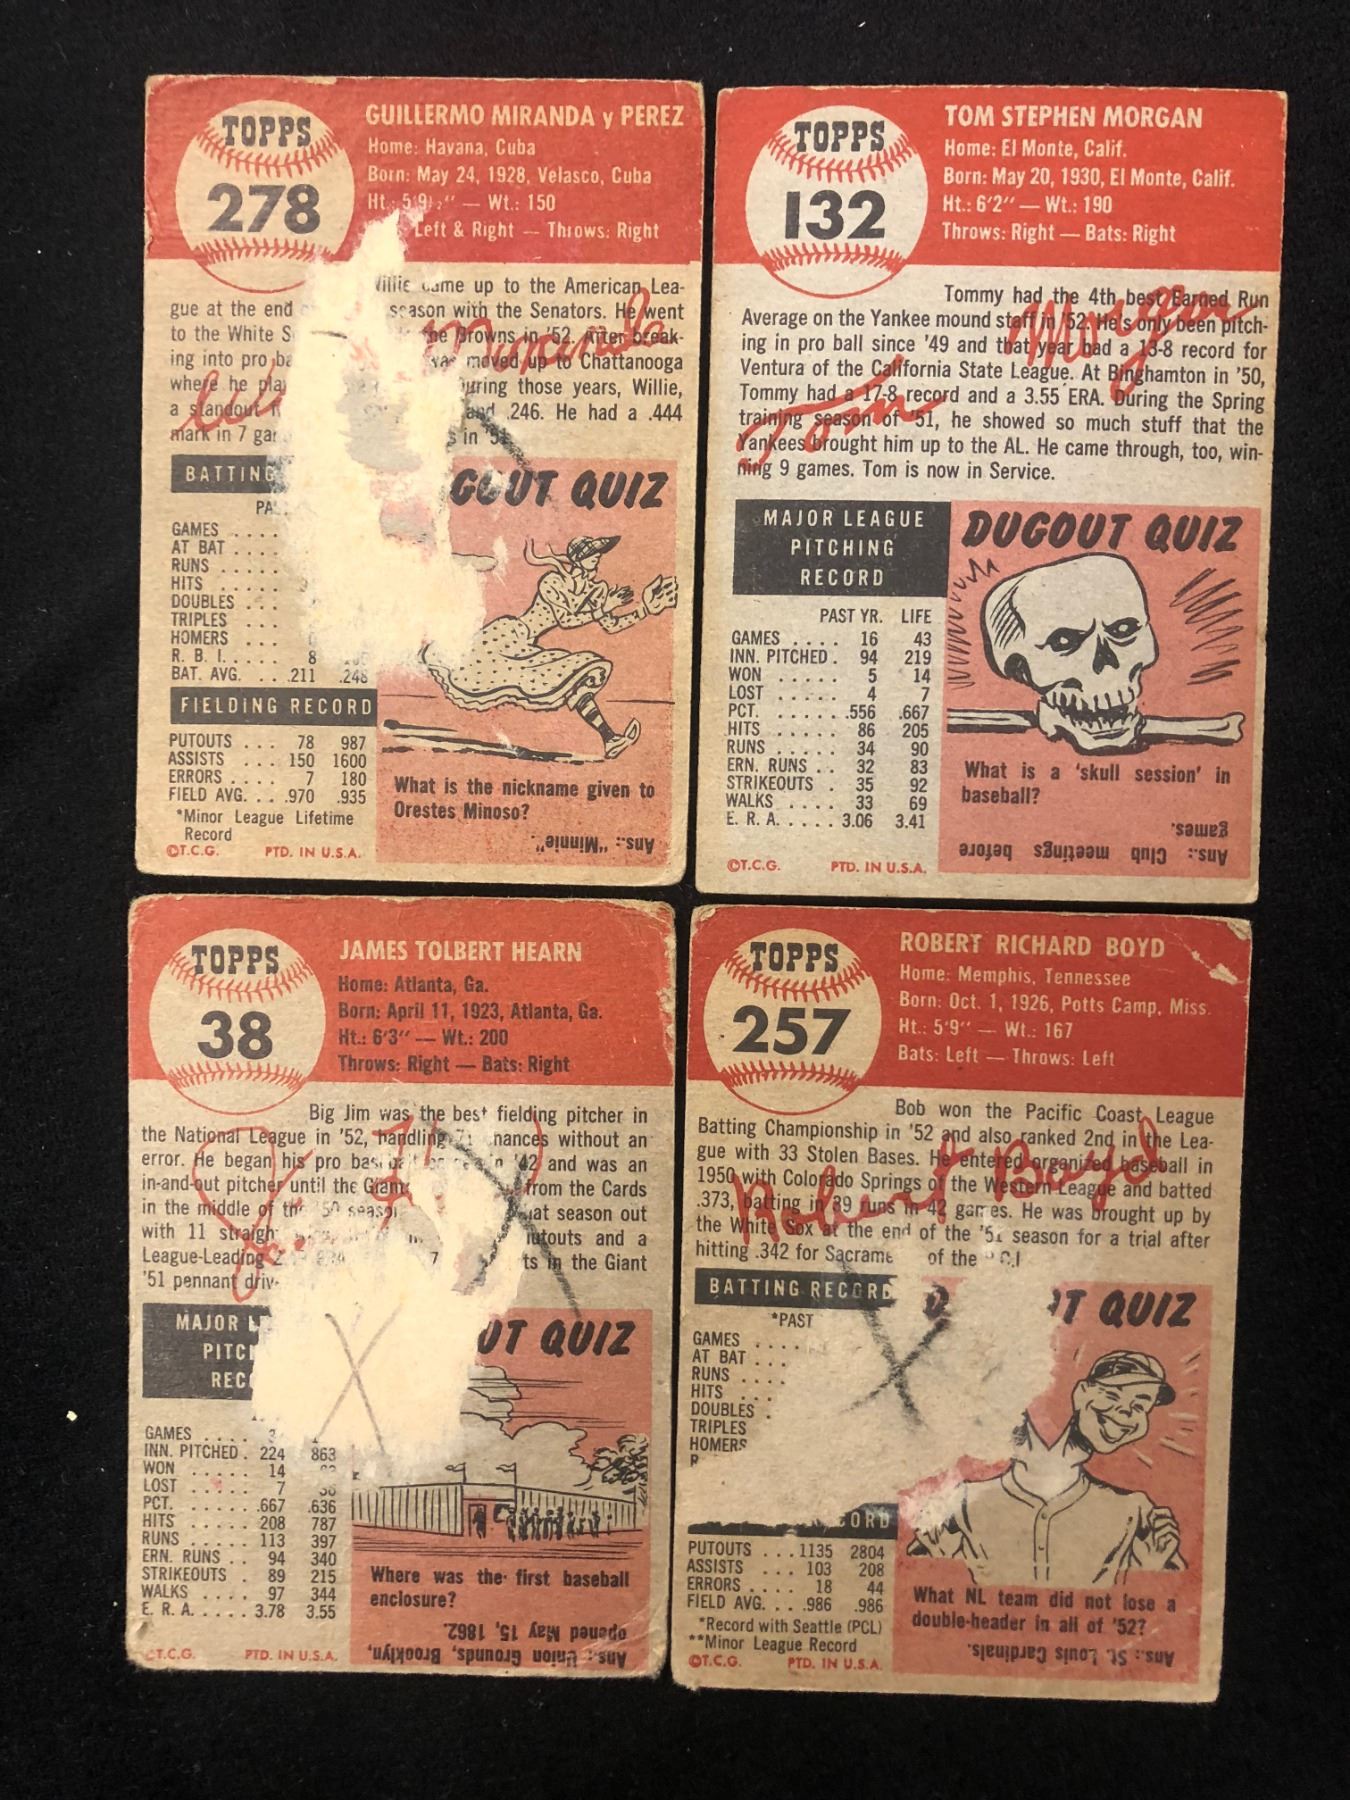 TOPPS
278
GUILLERMO MIRANDA y PEREZ
Home: Havana, Cuba
Born: May 24, 1928, Velasco, Cuba
Ht.: 5'9½" — Wt.: 150
Left & Right — Throws: Right
Willie came up to the American Lea-
gue at the end season with the Senators. He went
to the White the Browns in '52. After break-
ing into pro moved up to Chattanooga
where he during those years, Willie,
a standout and .246. He had a .444
mark in 7 in
Miranda
BATTING
GAMES
AT BAT
RUNS
HITS
DOUBLES
TRIPLES
HOMERS
R. B. I. 8
BAT. AVG. .211 .248
FIELDING RECORD
PUTOUTS 78 987
ASSISTS 150 1600
ERRORS 7 180
FIELD AVG. .970 .935
*Minor League Lifetime
Record
©T.C.G. PTD. IN U.S.A.
QUIZ
What is the nickname given to
Orestes Minoso?
Ans.: "Minnie".
TOPPS
132
TOM STEPHEN MORGAN
Home: El Monte, Calif.
Born: May 20, 1930, El Monte, Calif.
Ht.: 6'2" — Wt.: 190
Throws: Right — Bats: Right
Tommy had the 4th best Earned Run
Average on the Yankee mound staff in '52. He's only been pitch-
ing in pro ball since '49 and that year had a 13-8 record for
Ventura of the California State League. At Binghamton in '50,
Tommy had a 17-8 record and a 3.55 ERA. During the Spring
training season of '51, he showed so much stuff that the
Yankees brought him up to the AL. He came through, too, win-
ning 9 games. Tom is now in Service.
Tom Morgan
MAJOR LEAGUE
PITCHING
RECORD
PAST YR. LIFE
GAMES 16 43
INN. PITCHED 94 219
WON 5 14
LOST 4 7
PCT. .556 .667
HITS 86 205
RUNS 34 90
ERN. RUNS 32 83
STRIKEOUTS 35 92
WALKS 33 69
E. R. A. 3.06 3.41
©T.C.G. PTD. IN U.S.A.
DUGOUT QUIZ
What is a 'skull session' in
baseball?
Ans.: Club meetings before
games.
TOPPS
38
JAMES TOLBERT HEARN
Home: Atlanta, Ga.
Born: April 11, 1923, Atlanta, Ga.
Ht.: 6'3" — Wt.: 200
Throws: Right — Bats: Right
Big Jim was the best fielding pitcher in
the National League in '52, handling 71 chances without an
error. He began his pro in '42 and was an
in-and-out pitcher until the Giants from the Cards
in the middle of the '50 season that season out
with 11 straight shutouts and a
League-Leading in the Giant
'51 pennant
MAJOR
GAMES
INN. PITCHED 224 863
WON 14
LOST 7
PCT. .667 .636
HITS 208 787
RUNS 113 397
ERN. RUNS 94 340
STRIKEOUTS 89 215
WALKS 97 344
E. R. A. 3.78 3.55
T.C.G. PTD. IN U.S.A.
QUIZ
Where was the first baseball
enclosure?
Ans.: Union Grounds, Brooklyn,
opened May 15, 1862.
TOPPS
257
ROBERT RICHARD BOYD
Home: Memphis, Tennessee
Born: Oct. 1, 1926, Potts Camp, Miss.
Ht.: 5'9" — Wt.: 167
Bats: Left — Throws: Left
Bob won the Pacific Coast League
Batting Championship in '52 and also ranked 2nd in the Lea-
gue with 33 Stolen Bases. He entered organized baseball in
1950 with Colorado Springs of the Western League and batted
.373, batting in 89 runs in 42 games. He was brought up by
the White Sox at the end of the '51 season for a trial after
hitting .342 for of the
Robert Boyd
BATTING RECORD
*PAST
GAMES
AT BAT
RUNS
HITS
DOUBLES
TRIPLES
HOMERS
PUTOUTS 1135 2804
ASSISTS 103 208
ERRORS 18 44
FIELD AVG. .986 .986
*Record with Seattle (PCL)
**Minor League Record
©T.C.G. PTD. IN U.S.A.
QUIZ
What NL team did not lose a
double-header in all of '52?
Ans.: St. Louis Cardinals.